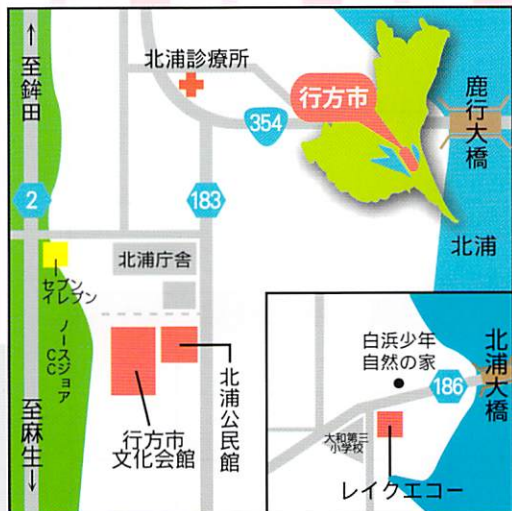 ↑至鉾田
北浦診療所
行方市
鹿行大橋
354
2
183
北浦
北浦庁舎
セブン
イレブン
ノースショア
CC
北浦公民館
行方市
文化会館
至麻生↓
白浜少年
自然の家
186
北浦大橋
大和第三
小学校
レイクエコー